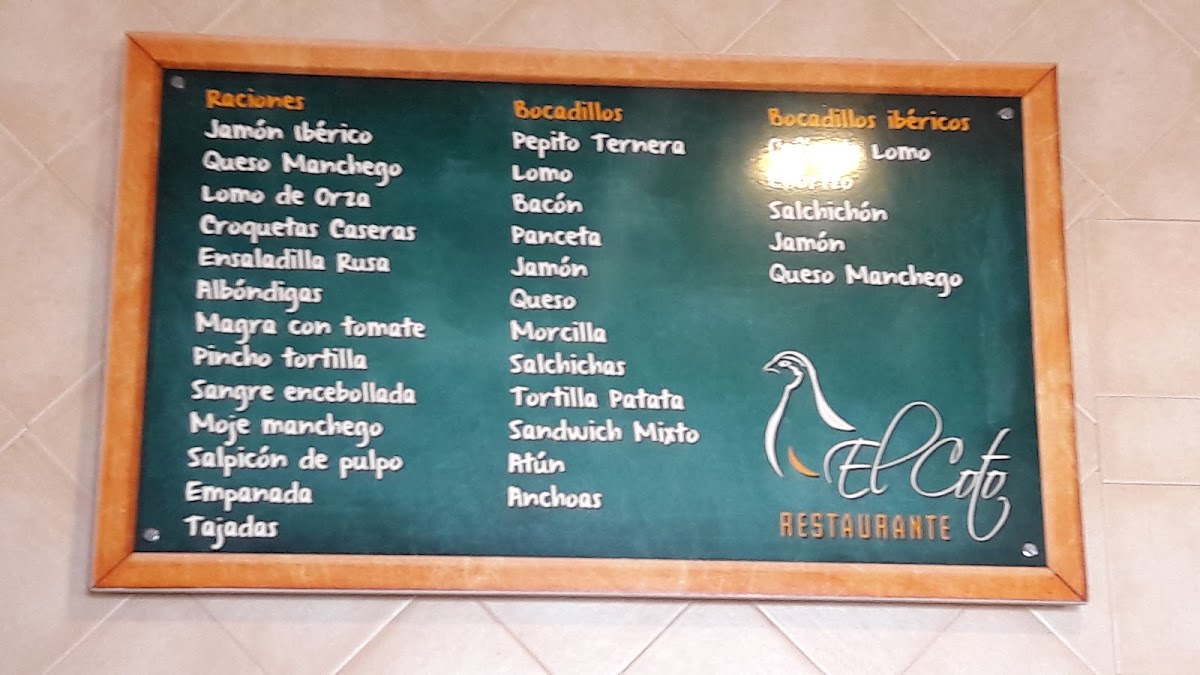 Raciones
Jamón Ibérico
Queso Manchego
Lomo de Orza
Croquetas Caseras
Ensaladilla Rusa
Albóndigas
Magra con tomate
Pincho tortilla
Sangre encebollada
Moje manchego
Salpicón de pulpo
Empanada
Tajadas
Bocadillos
Pepito Ternera
Lomo
Bacón
Panceta
Jamón
Queso
Morcilla
Salchichas
Tortilla Patata
Sandwich Mixto
Atún
Anchoas
Bocadillos ibéricos
Lomo
Salchichón
Jamón
Queso Manchego
El Coto
RESTAURANTE